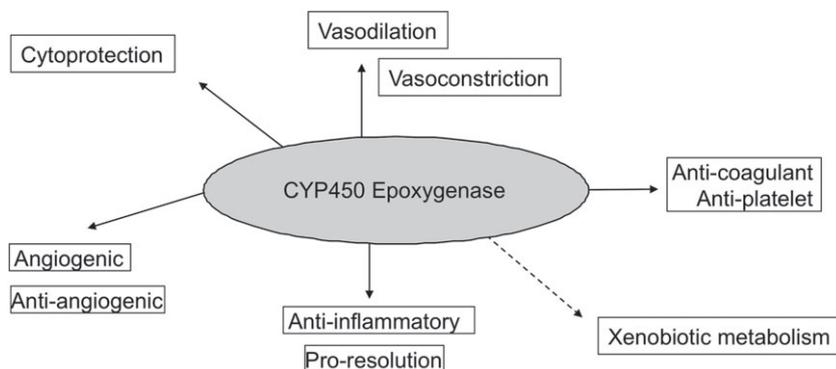 Vasodilation
Cytoprotection
Vasoconstriction
CYP450 Epoxygenase
Anti-coagulant
Anti-platelet
Angiogenic
Anti-angiogenic
Anti-inflammatory
Pro-resolution
Xenobiotic metabolism